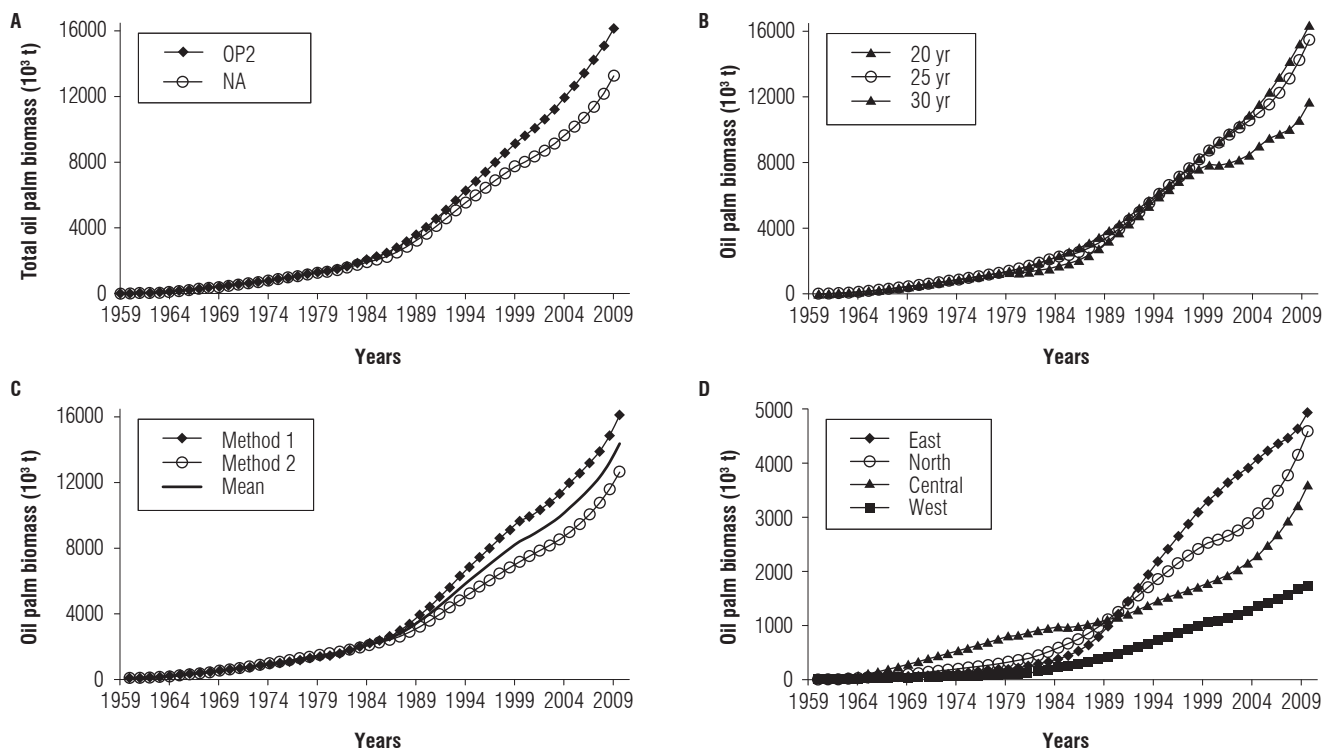 A
Total oil palm biomass (10³ t)
16000
12000
8000
4000
0
OP2
NA
1959 1964 1969 1974 1979 1984 1989 1994 1999 2004 2009
Years
B
Oil palm biomass (10³ t)
16000
12000
8000
4000
0
20 yr
25 yr
30 yr
1959 1964 1969 1974 1979 1984 1989 1994 1999 2004 2009
Years
C
Oil palm biomass (10³ t)
16000
12000
8000
4000
0
Method 1
Method 2
Mean
1959 1964 1969 1974 1979 1984 1989 1994 1999 2004 2009
Years
D
Oil palm biomass (10³ t)
5000
4000
3000
2000
1000
0
East
North
Central
West
1959 1964 1969 1974 1979 1984 1989 1994 1999 2004 2009
Years